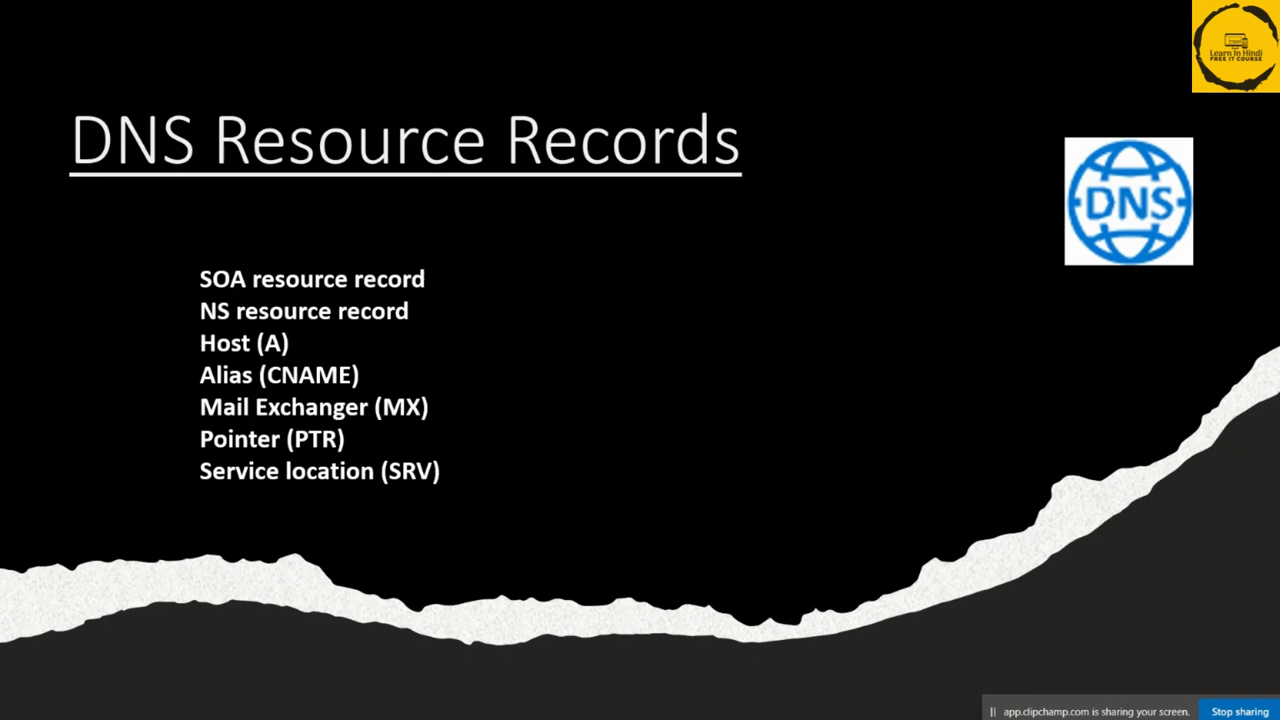 Learn In Hindi
FREE IT COURSE
DNS Resource Records
DNS
SOA resource record
NS resource record
Host (A)
Alias (CNAME)
Mail Exchanger (MX)
Pointer (PTR)
Service location (SRV)
|| app.clipchamp.com is sharing your screen. Stop sharing